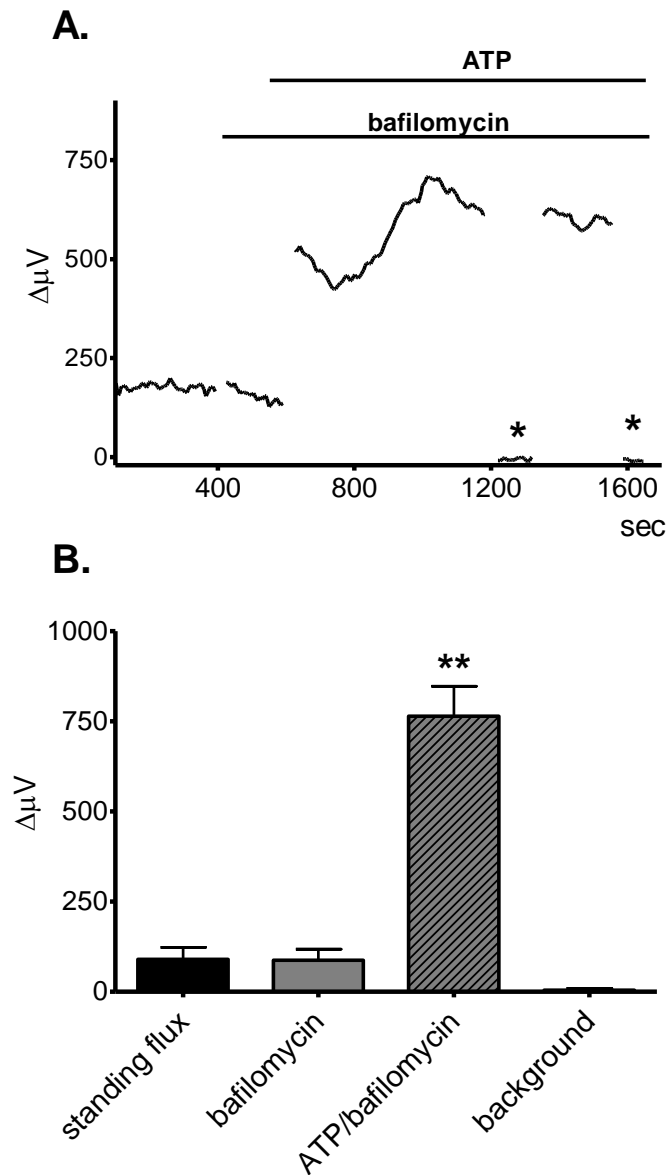 A.
ATP
bafilomycin
750
500
250
0
ΔμV
*
*
400
800
1200
1600
sec
B.
1000
750
500
250
0
ΔμV
**
standing flux
bafilomycin
ATP/bafilomycin
background